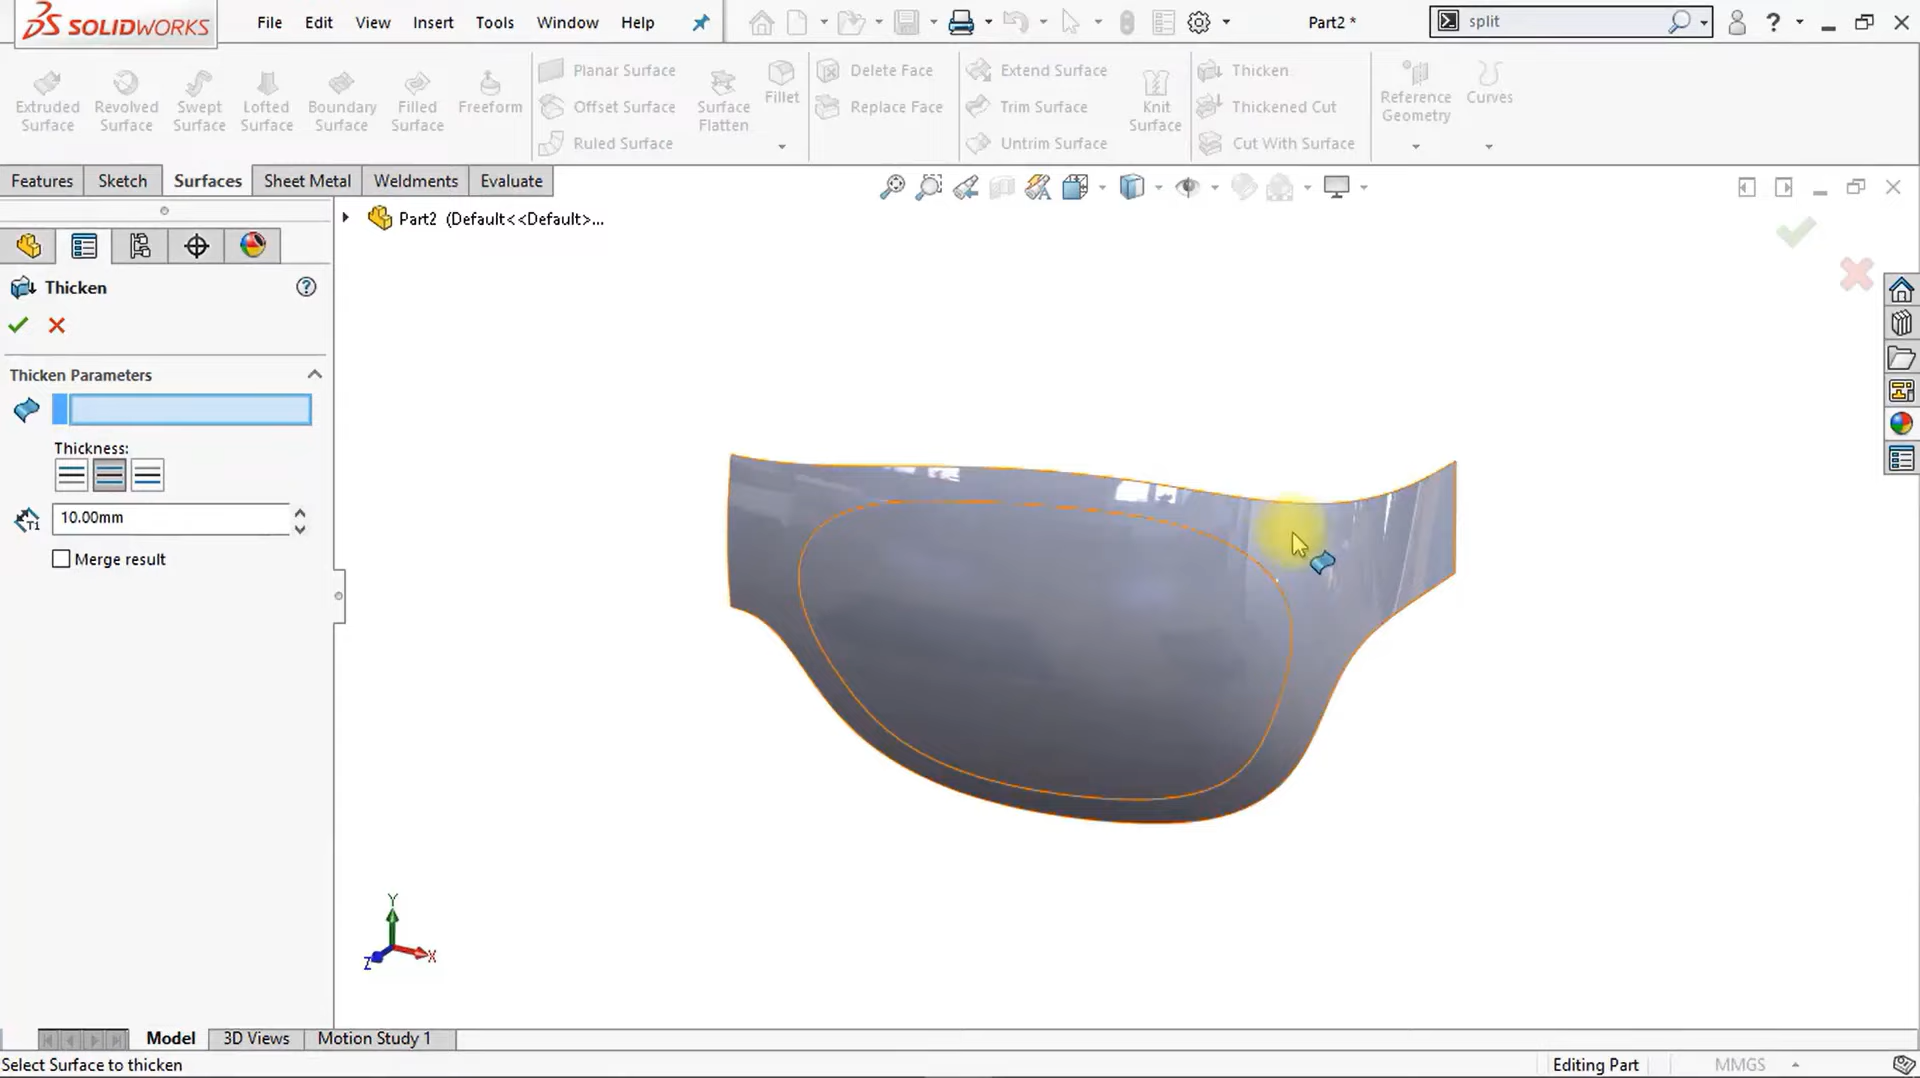 SOLIDWORKS File Edit View Insert Tools Window Help Part2 * split ?
Extruded Surface
Revolved Surface
Swept Surface
Lofted Surface
Boundary Surface
Filled Surface
Freeform
Planar Surface
Offset Surface
Ruled Surface
Surface Flatten
Fillet
Delete Face
Replace Face
Extend Surface
Trim Surface
Untrim Surface
Knit Surface
Thicken
Thickened Cut
Cut With Surface
Reference Geometry
Curves
Features Sketch Surfaces Sheet Metal Weldments Evaluate
Part2 (Default<<Default>...
Thicken ?
Thicken Parameters
Thickness:
T1 10.00mm
Merge result
Y
X
Z
Model 3D Views Motion Study 1
Select Surface to thicken Editing Part MMGS